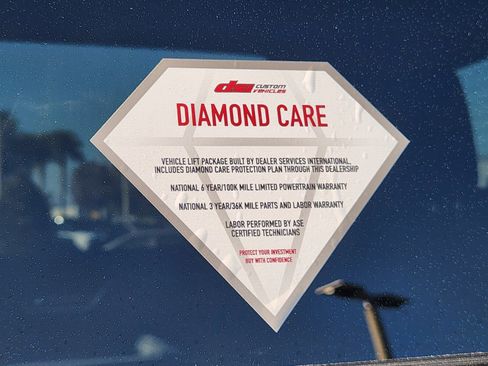 dsi CUSTOM
VEHICLES
DIAMOND CARE
VEHICLE LIFT PACKAGE BUILT BY DEALER SERVICES INTERNATIONAL,
INCLUDES DIAMOND CARE PROTECTION PLAN THROUGH THIS DEALERSHIP
NATIONAL 6 YEAR/100K MILE LIMITED POWERTRAIN WARRANTY
NATIONAL 3 YEAR/36K MILE PARTS AND LABOR WARRANTY
LABOR PERFORMED BY ASE
CERTIFIED TECHNICIANS
PROTECT YOUR INVESTMENT
BUY WITH CONFIDENCE